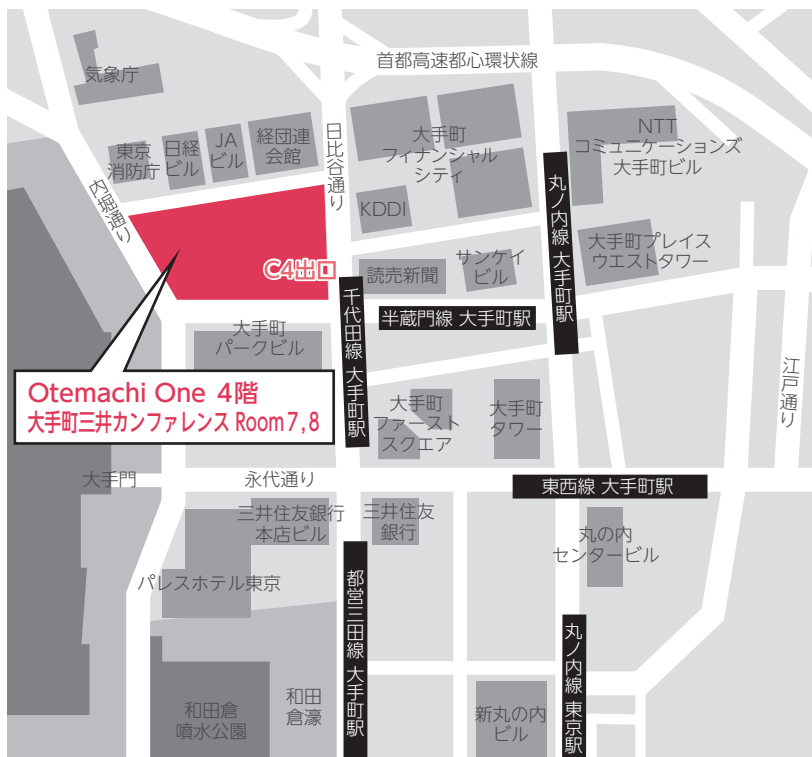 首都高速都心環状線
気象庁
東京
消防庁
日経
ビル
JA
ビル
経団連
会館
日比谷通り
大手町
フィナンシャル
シティ
NTT
コミュニケーションズ
大手町ビル
内堀通り
KDDI
丸ノ内線 大手町駅
大手町プレイス
ウエストタワー
C4出口
読売新聞
サンケイ
ビル
千代田線 大手町駅
半蔵門線 大手町駅
大手町
パークビル
江戸通り
Otemachi One 4階
大手町三井カンファレンス Room7,8
大手町
ファースト
スクエア
大手町
タワー
大手門
永代通り
東西線 大手町駅
三井住友銀行
本店ビル
三井住友
銀行
丸の内
センタービル
パレスホテル東京
都営三田線 大手町駅
丸ノ内線 東京駅
和田倉
噴水公園
和田
倉濠
新丸の内
ビル